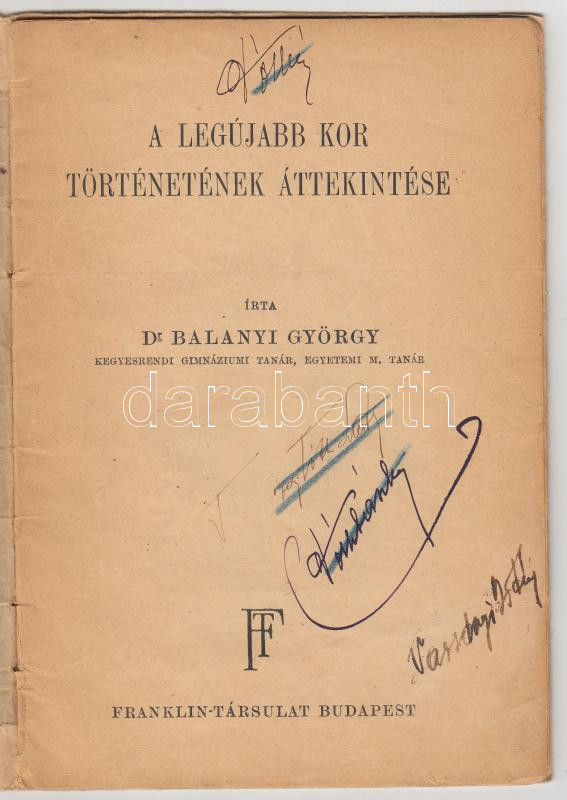 A LEGÚJABB KOR
TÖRTÉNETÉNEK ÁTTEKINTÉSE
ÍRTA
Dr BALANYI GYÖRGY
KEGYESRENDI GIMNÁZIUMI TANÁR, EGYETEMI M. TANÁR
darabanth
FT
FRANKLIN-TÁRSULAT BUDAPEST